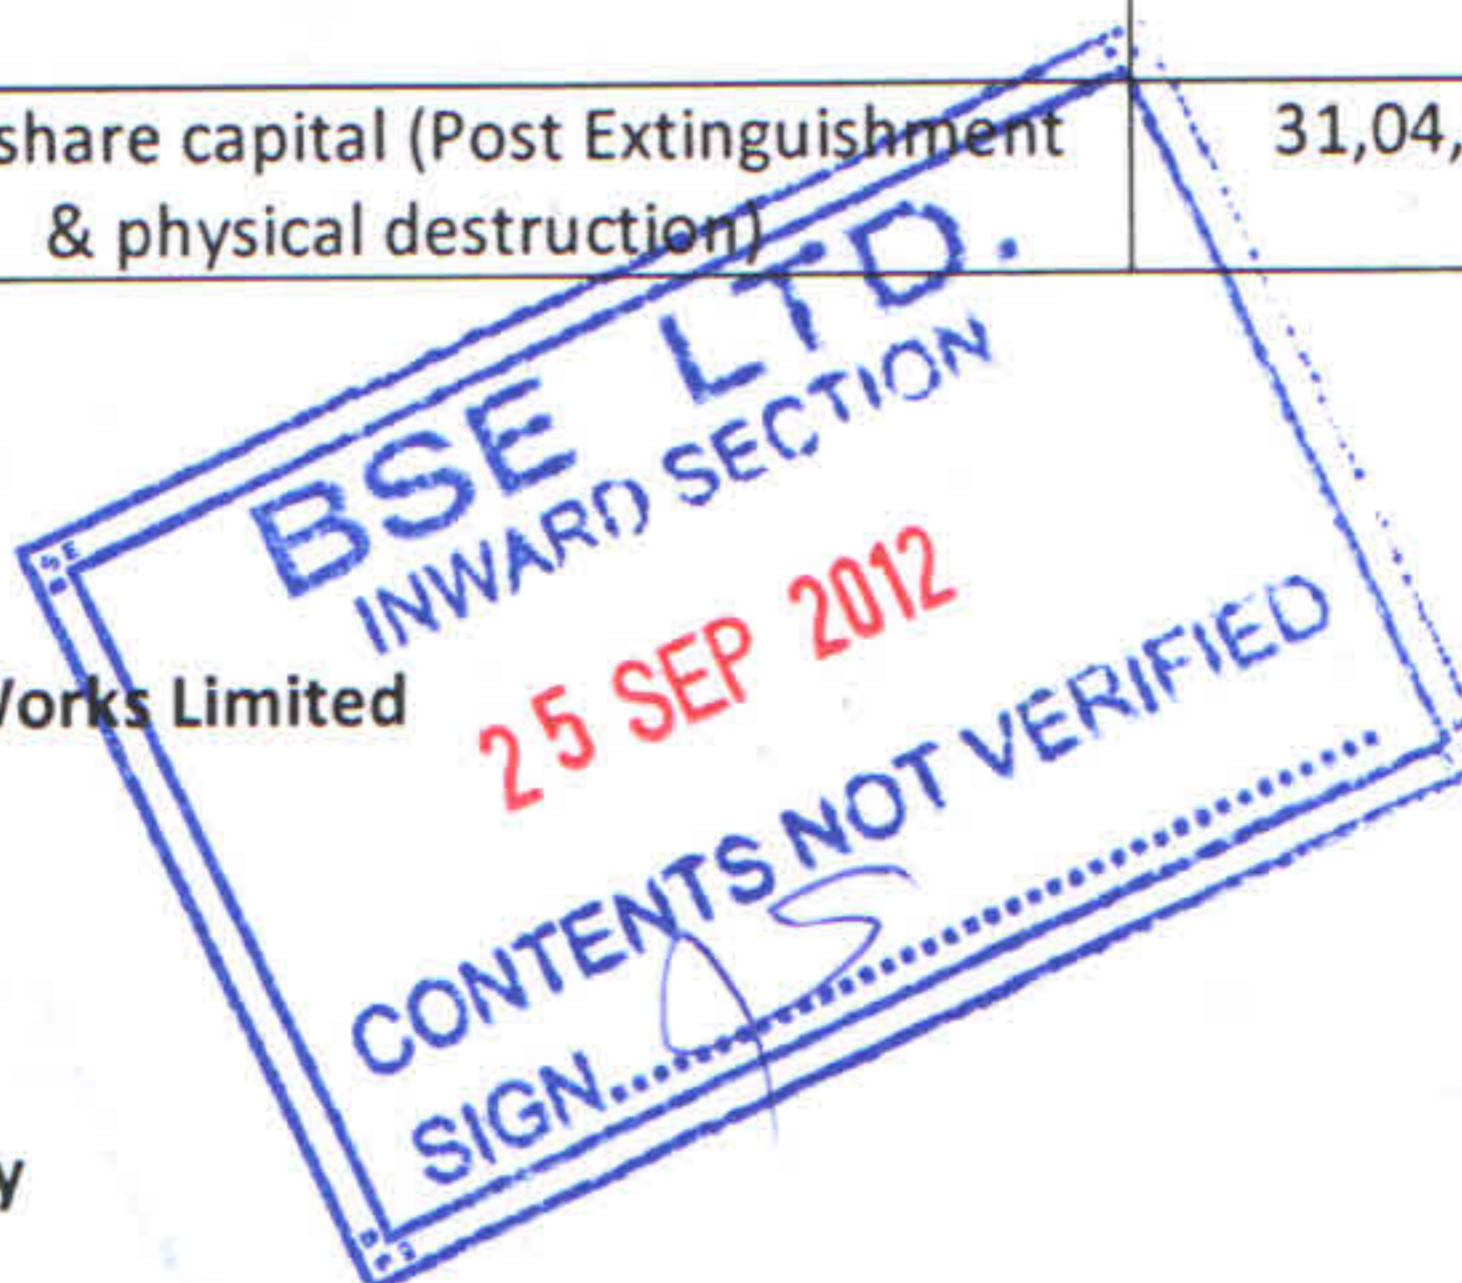 share capital (Post Extinguishment 31,04,
& physical destruction)
BSE LTD.
INWARD SECTION
25 SEP 2012
Works Limited
CONTENTS NOT VERIFIED
SIGN....................
y